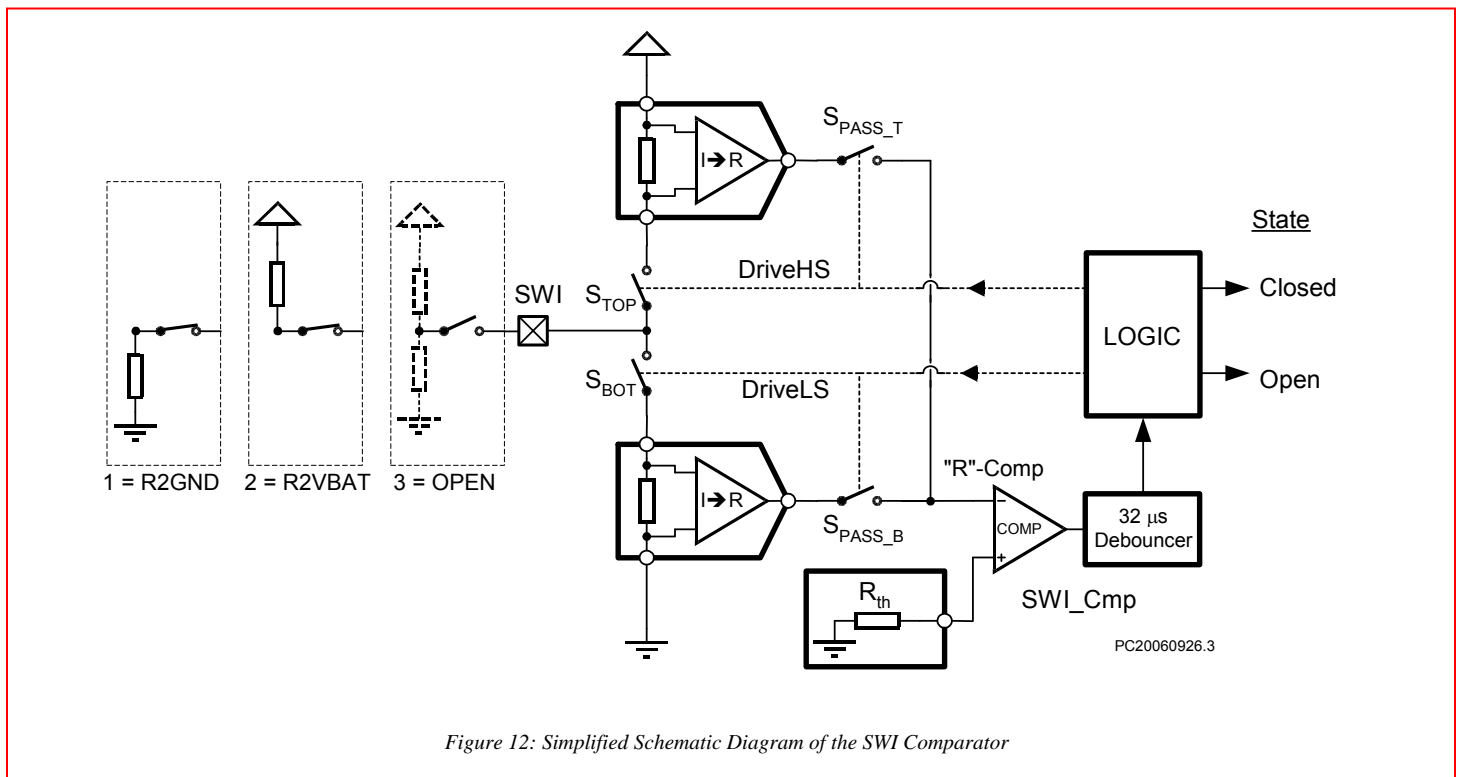 S_PASS_T
I➔R
State
DriveHS
Closed
SWI
S_TOP
LOGIC
S_BOT
DriveLS
Open
1 = R2GND
2 = R2VBAT
3 = OPEN
"R"-Comp
I➔R
S_PASS_B
COMP
32 µs
Debouncer
R_th
SWI_Cmp
PC20060926.3
Figure 12: Simplified Schematic Diagram of the SWI Comparator